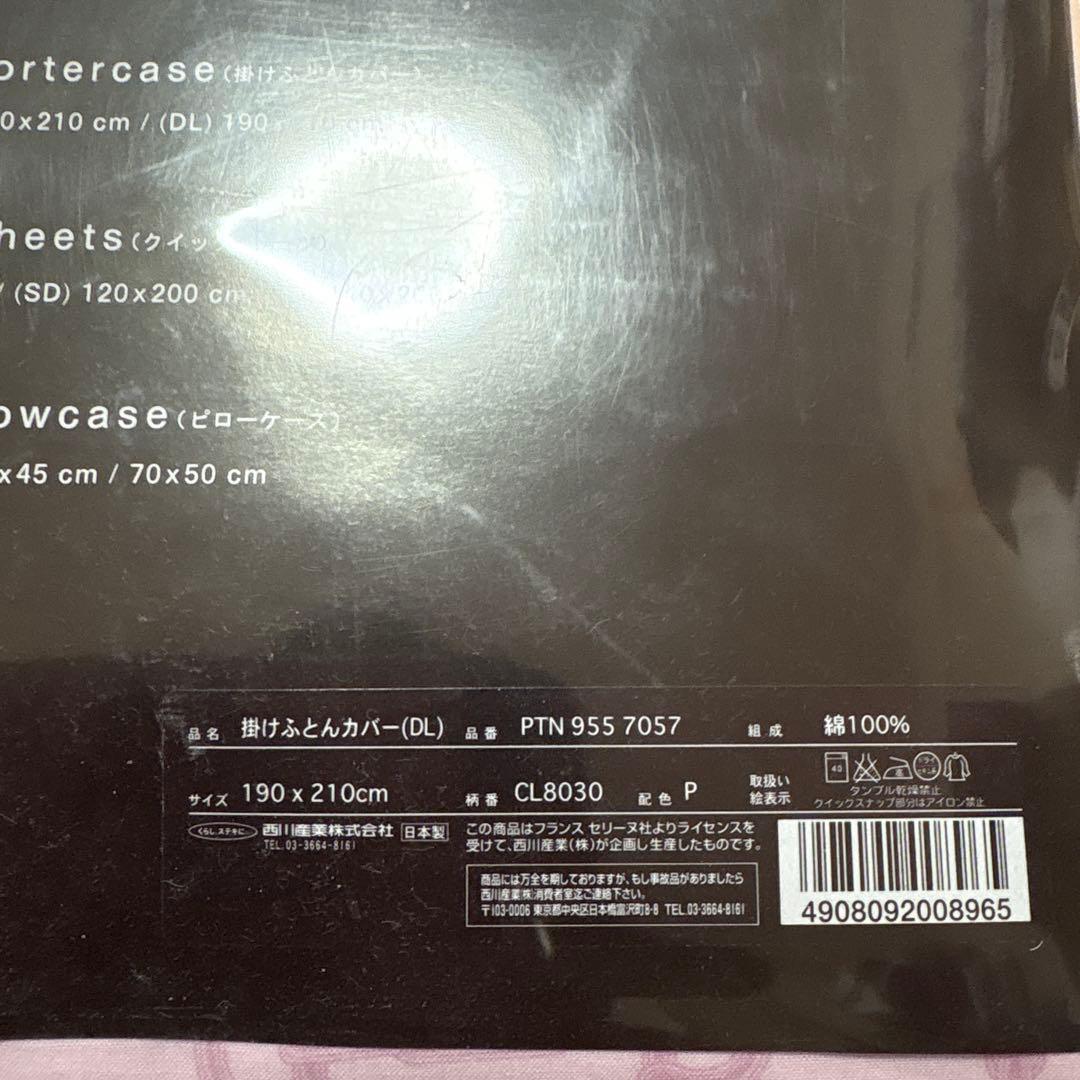 ortercase(掛けふとんカバー)
0x210 cm / (DL) 190
heets(クイッ
/ (SD) 120x200 cm
owcase(ピローケース)
x45 cm / 70x50 cm
品名 掛けふとんカバー(DL) 品番 PTN 955 7057 組成 綿100%
サイズ 190 x 210cm 柄番 CL8030 配色 P 取扱い絵表示
40
ドライ
タンブル乾燥禁止
クイックスナップ部分はアイロン禁止
くらし、ステキに 西川産業株式会社 日本製
TEL.03-3664-8161
この商品はフランス セリーヌ社よりライセンスを
受けて、西川産業(株)が企画し生産したものです。
商品には万全を期しておりますが、もし事故品がありましたら
西川産業(株)消費者室迄ご連絡下さい。
〒103-0006 東京都中央区日本橋富沢町8-8 TEL.03-3664-8161
4908092008965